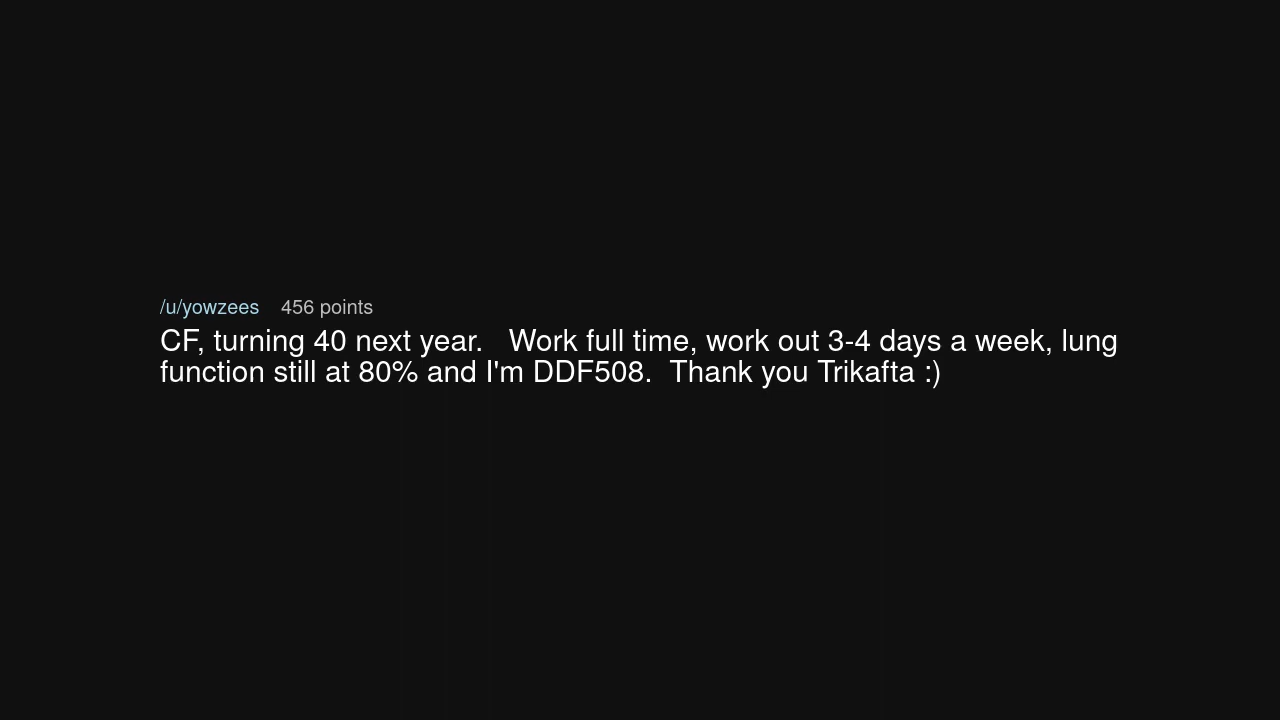 /u/yowzees 456 points
CF, turning 40 next year. Work full time, work out 3-4 days a week, lung
function still at 80% and I'm DDF508. Thank you Trikafta :)